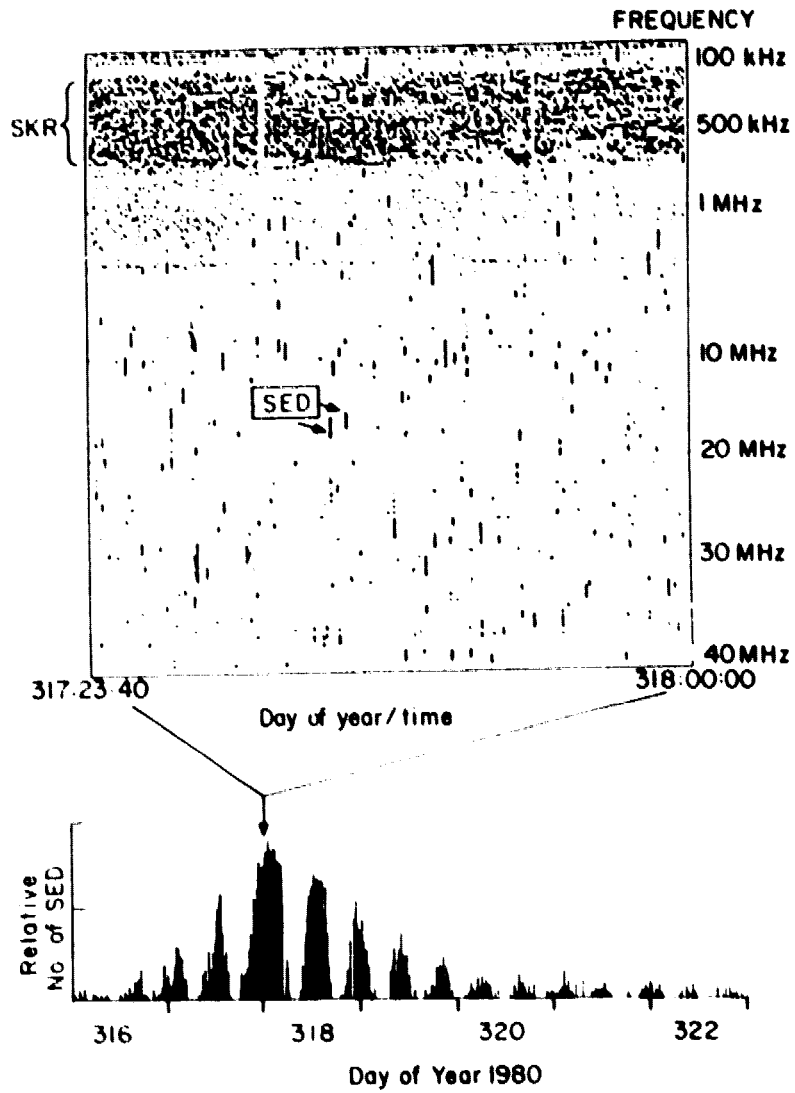 FREQUENCY
100 kHz
SKR
500 kHz
1 MHz
10 MHz
SED
20 MHz
30 MHz
40 MHz
317:23:40
318:00:00
Day of year/time
Relative
No of SED
316
318
320
322
Day of Year 1980